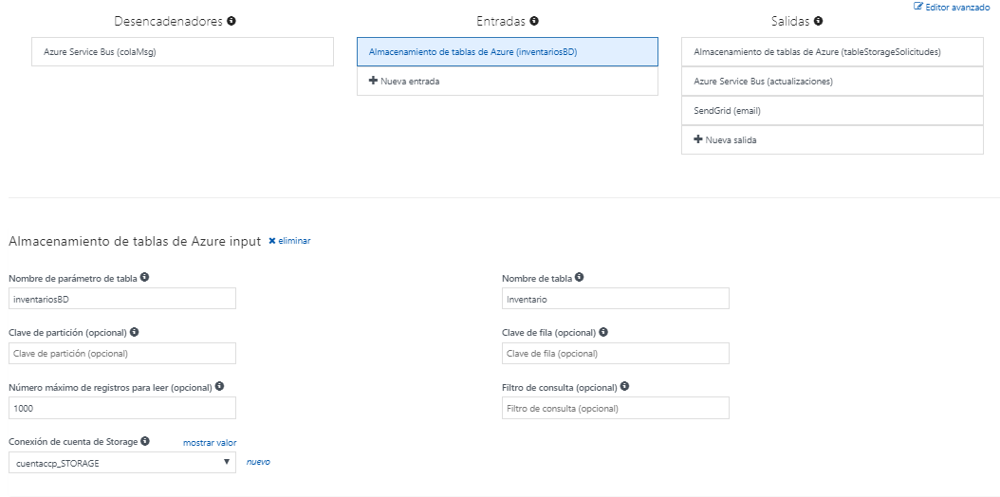 Editor avanzado
Desencadenadores
Entradas
Salidas
Azure Service Bus (colaMsg)
Almacenamiento de tablas de Azure (inventariosBD)
Almacenamiento de tablas de Azure (tableStorageSolicitudes)
Nueva entrada
Azure Service Bus (actualizaciones)
SendGrid (email)
Nueva salida
Almacenamiento de tablas de Azure input eliminar
Nombre de parámetro de tabla
Nombre de tabla
inventariosBD
Inventario
Clave de partición (opcional)
Clave de fila (opcional)
Clave de partición (opcional)
Clave de fila (opcional)
Número máximo de registros para leer (opcional)
Filtro de consulta (opcional)
1000
Filtro de consulta (opcional)
Conexión de cuenta de Storage mostrar valor
cuentaccp_STORAGE nuevo